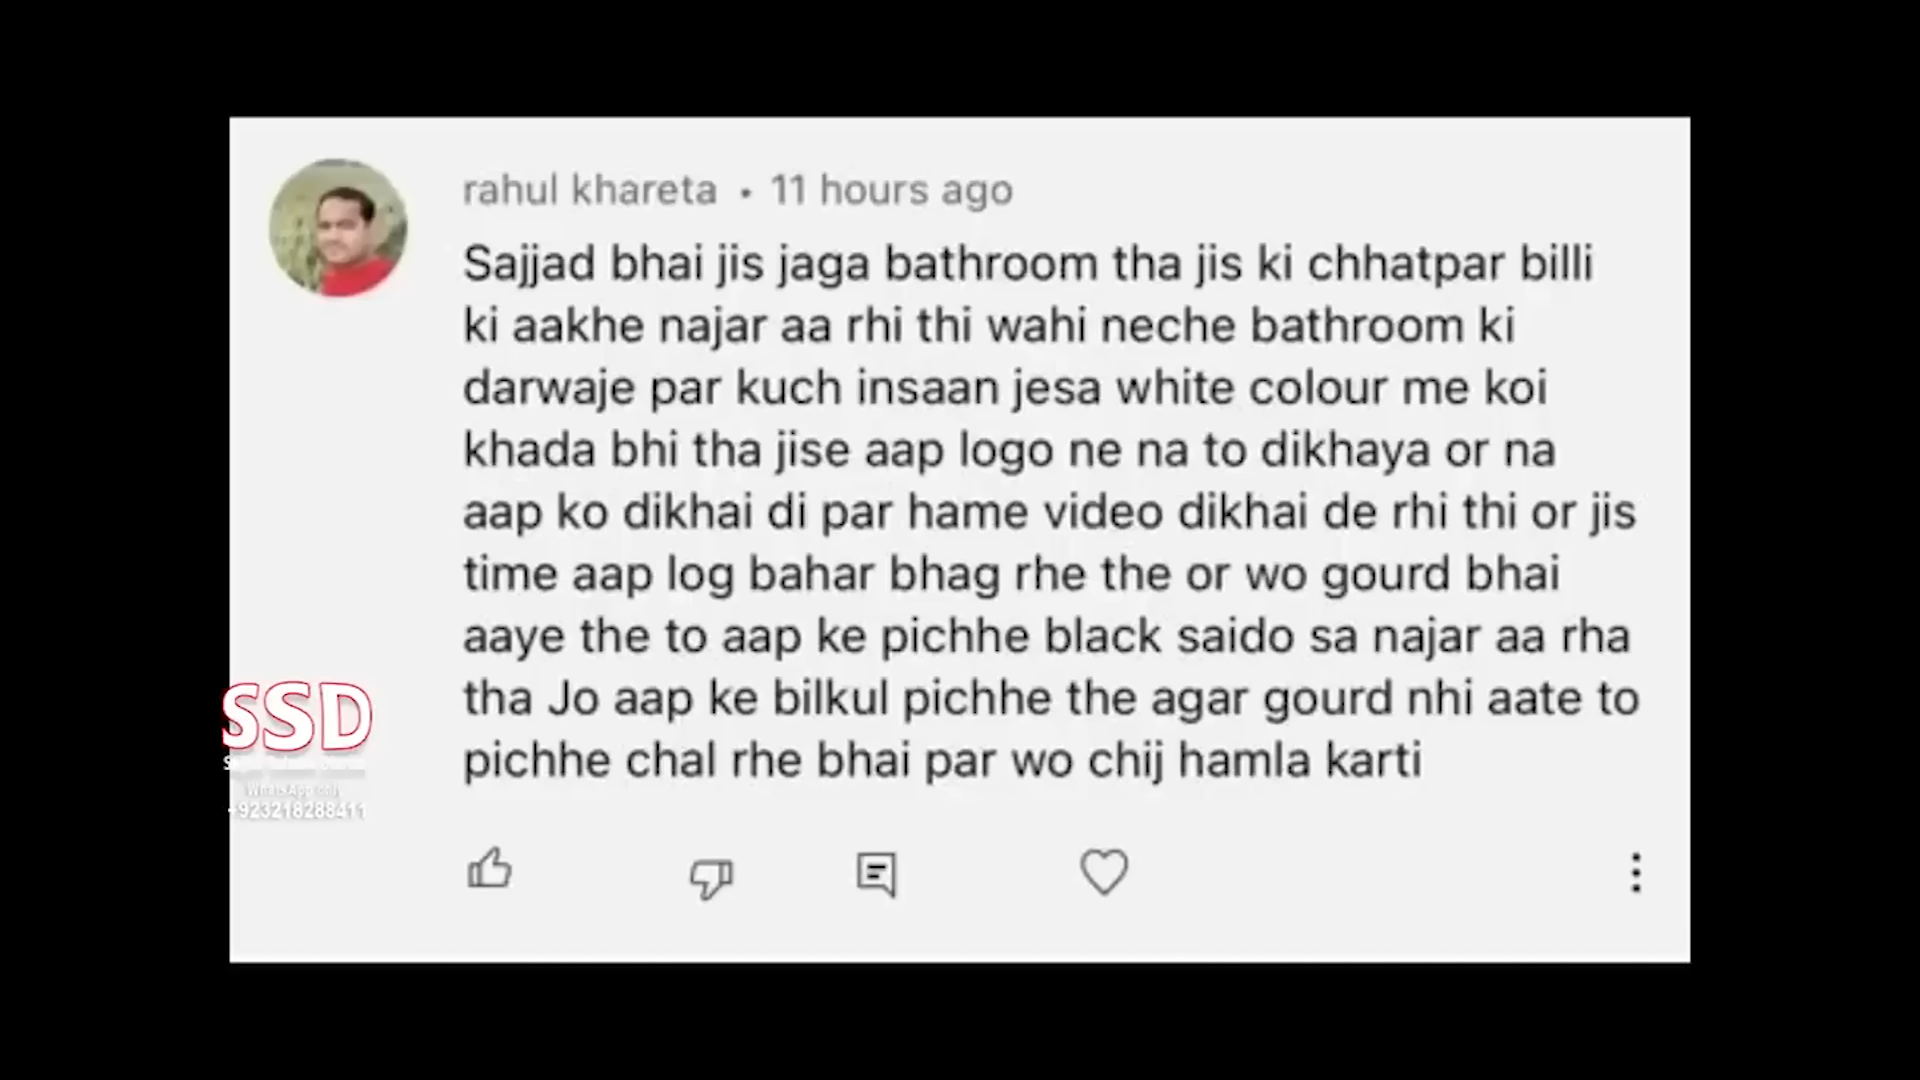 rahul khareta • 11 hours ago
Sajjad bhai jis jaga bathroom tha jis ki chhatpar billi
ki aakhe najar aa rhi thi wahi neche bathroom ki
darwaje par kuch insaan jesa white colour me koi
khada bhi tha jise aap logo ne na to dikhaya or na
aap ko dikhai di par hame video dikhai de rhi thi or jis
time aap log bahar bhag rhe the or wo gourd bhai
aaye the to aap ke pichhe black saido sa najar aa rha
tha Jo aap ke bilkul pichhe the agar gourd nhi aate to
pichhe chal rhe bhai par wo chij hamla karti
SSD
WhatsApp only
+923218288411